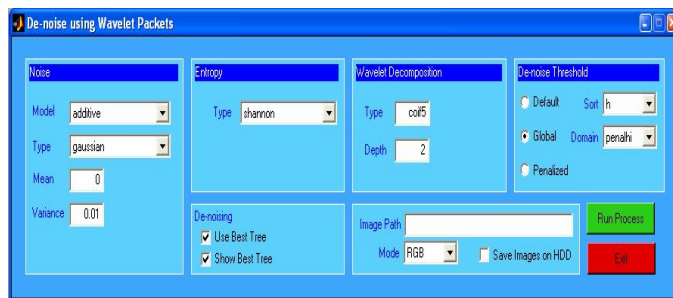 De-noise using Wavelet Packets
Noise
Model additive
Type gaussian
Mean 0
Variance 0.01
Entropy
Type shannon
Wavelet Decomposition
Type coif5
Depth 2
De-noise Threshold
Default Sort h
Global Domain penalhi
Penalized
De-noising
Use Best Tree
Show Best Tree
Image Path
Mode RGB Save Images on HDD
Run Process
Exit